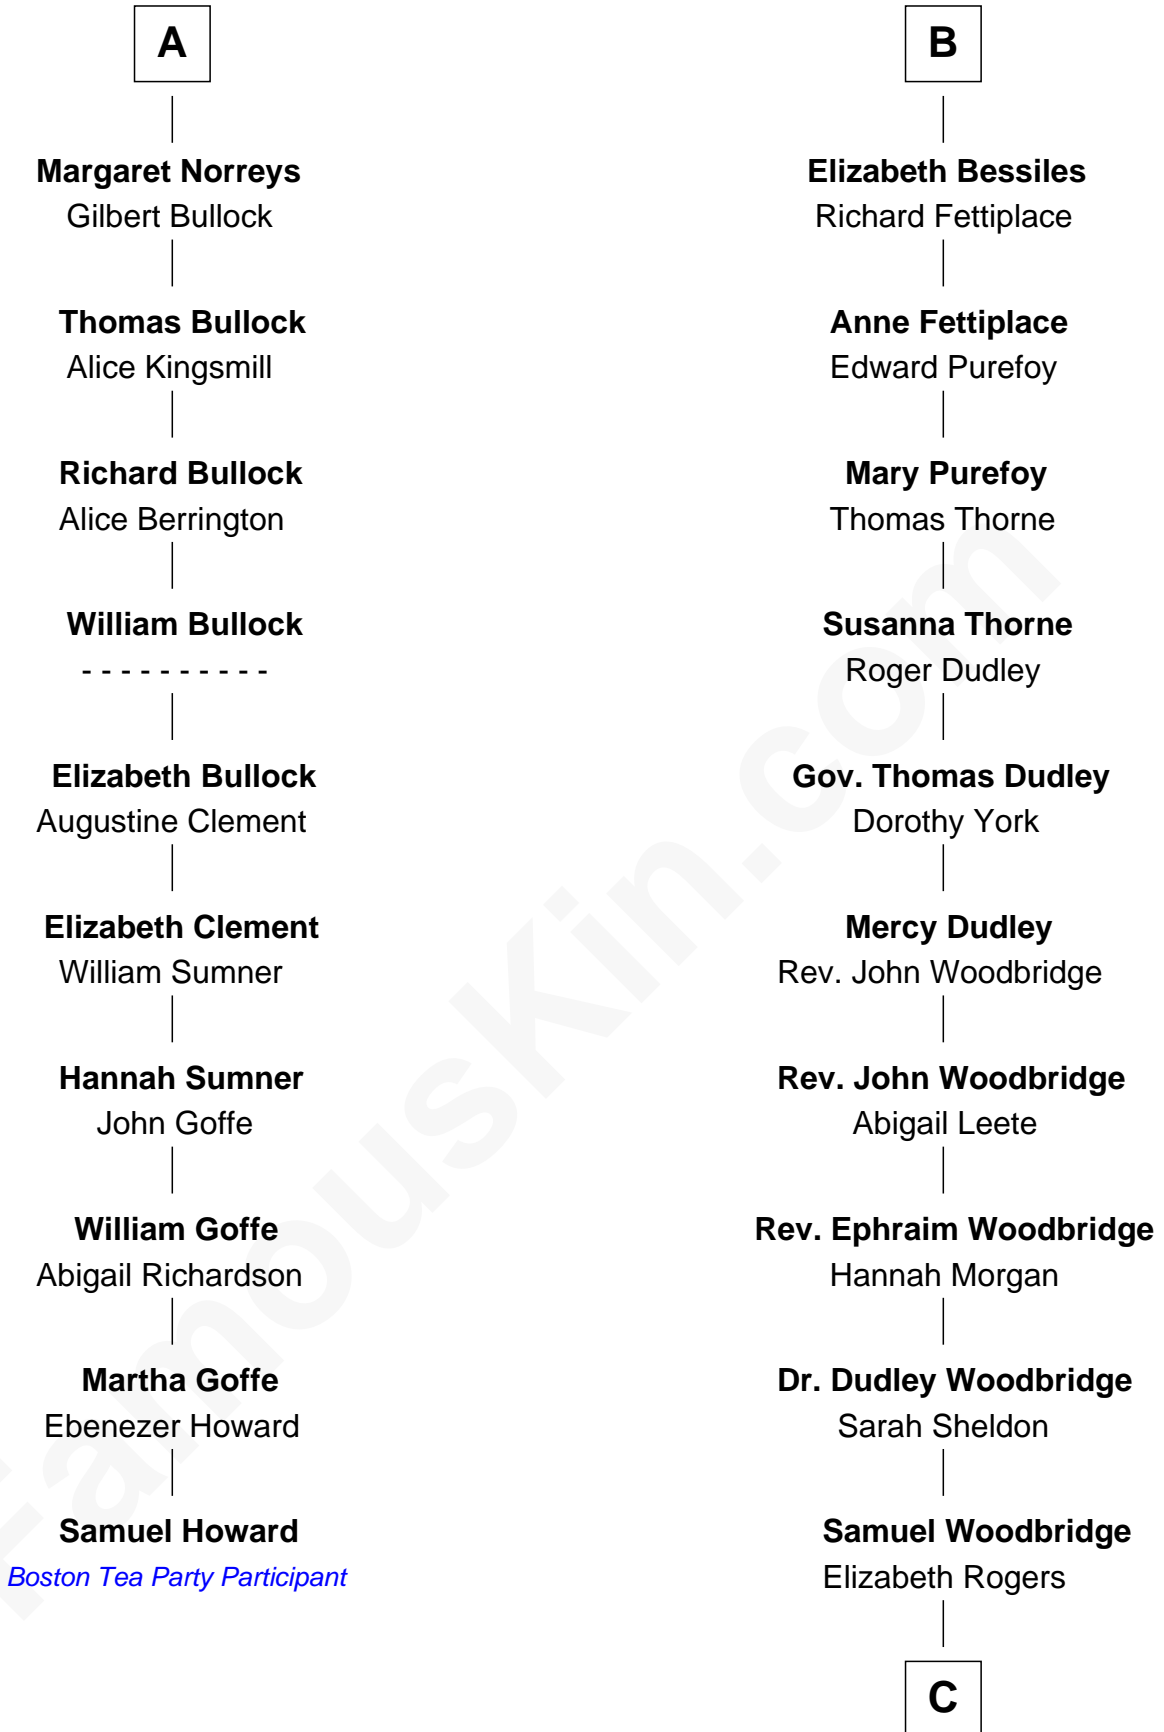 A
Margaret Norreys
Gilbert Bullock
Thomas Bullock
Alice Kingsmill
Richard Bullock
Alice Berrington
William Bullock
- - - - - - - - - -
Elizabeth Bullock
Augustine Clement
Elizabeth Clement
William Sumner
Hannah Sumner
John Goffe
William Goffe
Abigail Richardson
Martha Goffe
Ebenezer Howard
Samuel Howard
Boston Tea Party Participant
B
Elizabeth Bessiles
Richard Fettiplace
Anne Fettiplace
Edward Purefoy
Mary Purefoy
Thomas Thorne
Susanna Thorne
Roger Dudley
Gov. Thomas Dudley
Dorothy York
Mercy Dudley
Rev. John Woodbridge
Rev. John Woodbridge
Abigail Leete
Rev. Ephraim Woodbridge
Hannah Morgan
Dr. Dudley Woodbridge
Sarah Sheldon
Samuel Woodbridge
Elizabeth Rogers
C
FamousKin.com